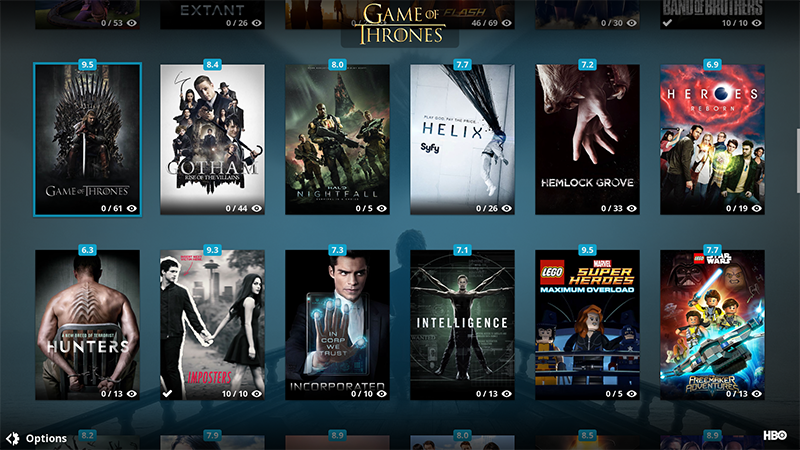 GAME OF
THRONES
EXTANT
FLASH
BAND OF BROTHERS
0 / 53
0 / 26
46 / 69
0 / 30
10 / 10
9.5
8.4
8.0
7.7
7.2
6.9
GAME OF THRONES
0 / 61
GOTHAM
RISE OF THE VILLAINS
0 / 44
HALO
NIGHTFALL
0 / 5
PLAY GOD. PAY THE PRICE.
HELIX
Syfy
0 / 26
HEMLOCK GROVE
0 / 33
HEROES
REBORN
0 / 19
6.3
9.3
7.3
7.1
9.5
7.7
A NEW BREED OF TERRORIST
HUNTERS
0 / 13
IMPOSTERS
10 / 10
IN
CORP WE
TRUST
INCORPORATED
0 / 10
INTELLIGENCE
WANTED
0 / 13
LEGO MARVEL
SUPER
HEROES
MAXIMUM OVERLOAD
0 / 5
LEGO STAR
WARS
THE
FREEMAKER
ADVENTURES
0 / 13
Options
8.2
7.9
8.9
8.0
8.5
8.9
HBO